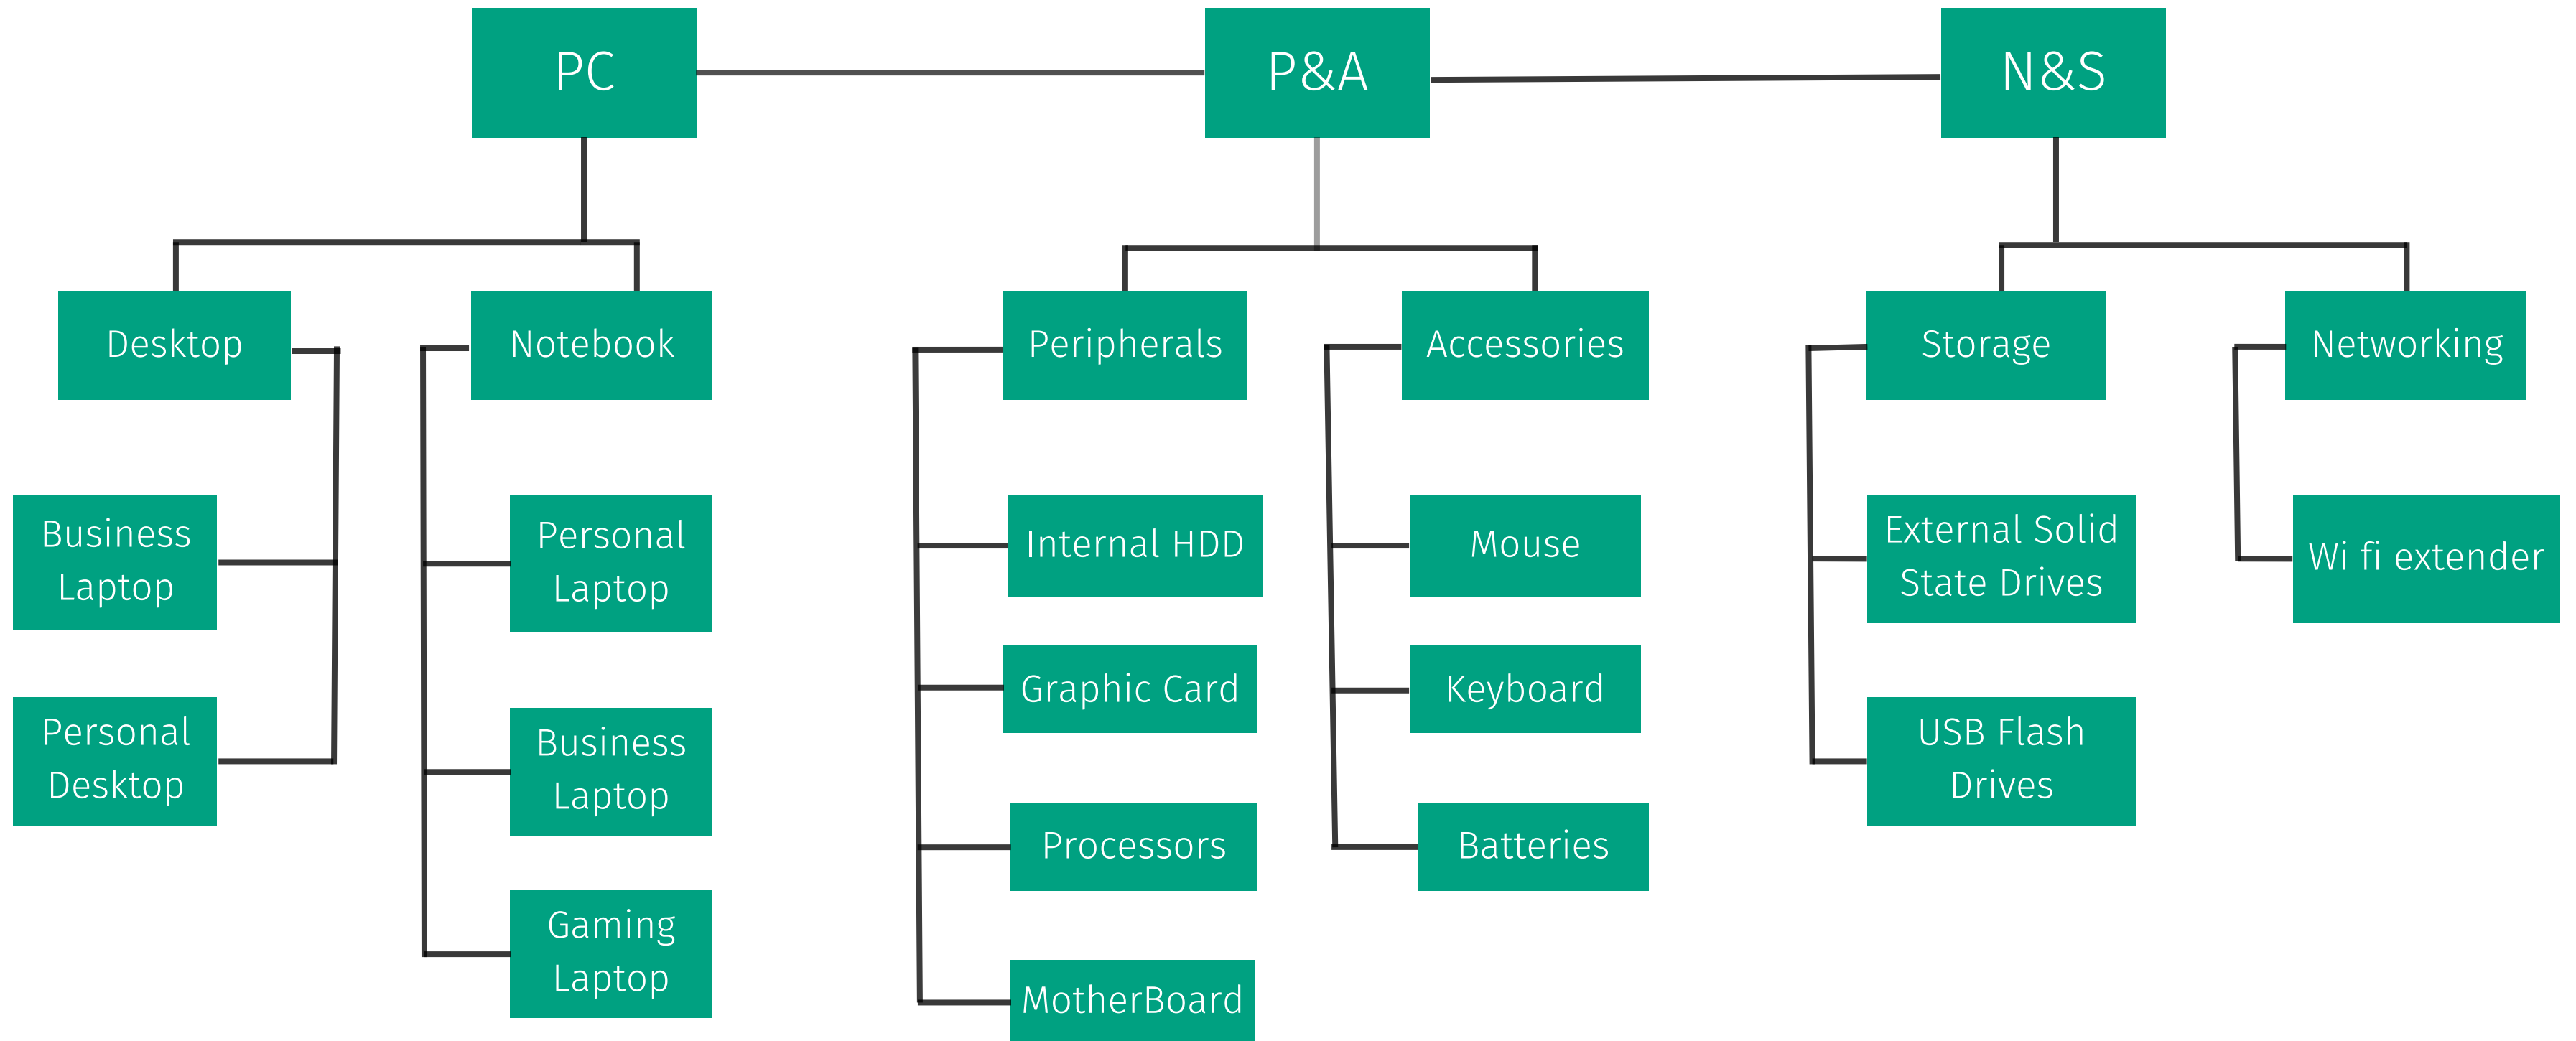 PC
P&A
N&S
Desktop
Notebook
Peripherals
Accessories
Storage
Networking
Business
Laptop
Personal
Desktop
Personal
Laptop
Business
Laptop
Gaming
Laptop
Internal HDD
Graphic Card
Processors
MotherBoard
Mouse
Keyboard
Batteries
External Solid
State Drives
USB Flash
Drives
Wi fi extender